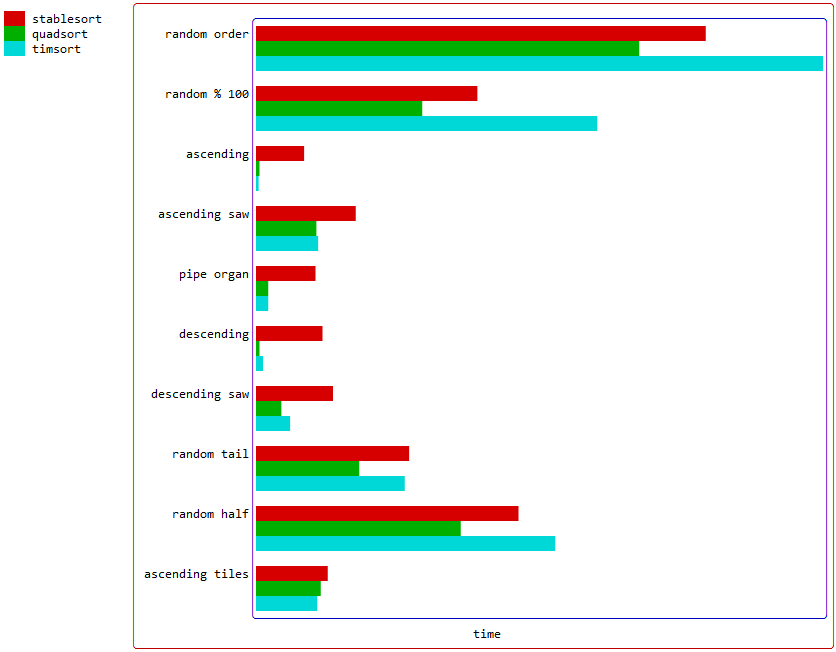 stablesort
quadsort
timsort
random order
random % 100
ascending
ascending saw
pipe organ
descending
descending saw
random tail
random half
ascending tiles
time